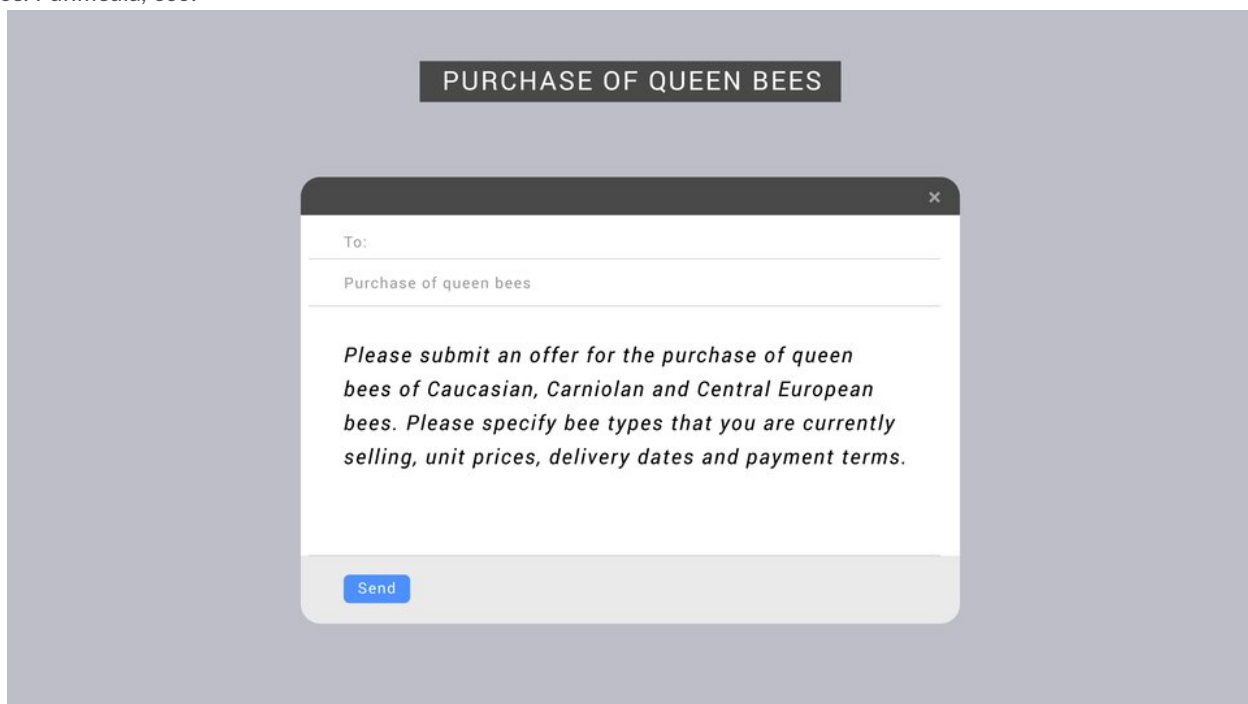 PURCHASE OF QUEEN BEES
×
To:
Purchase of queen bees
Please submit an offer for the purchase of queen
bees of Caucasian, Carniolan and Central European
bees. Please specify bee types that you are currently
selling, unit prices, delivery dates and payment terms.
Send